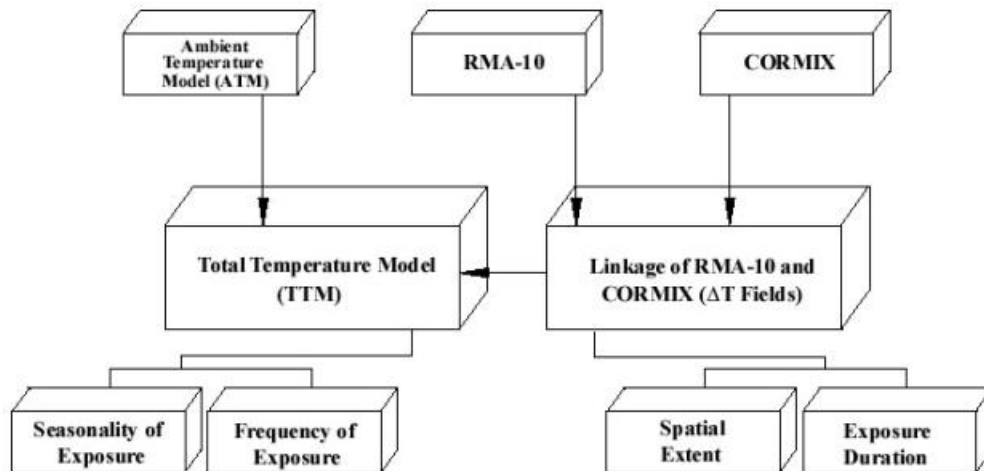 Ambient
Temperature
Model (ATM)
RMA-10
CORMIX
Total Temperature Model
(TTM)
Linkage of RMA-10 and
CORMIX (ΔT Fields)
Seasonality of
Exposure
Frequency of
Exposure
Spatial
Extent
Exposure
Duration